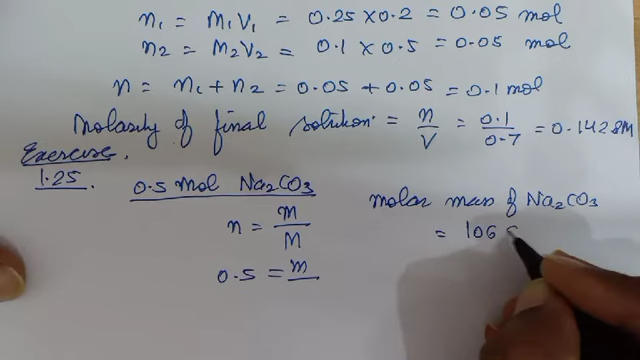 n1 = M1V1 = 0.25 × 0.2 = 0.05 mol
n2 = M2V2 = 0.1 × 0.5 = 0.05 mol
n = n1 + n2 = 0.05 + 0.05 = 0.1 mol
Molarity of final solution = n/V = 0.1/0.7 = 0.1428M
Exercise.
1.25. 0.5 mol Na2CO3
n = m/M
0.5 = m
molar mass of Na2CO3
= 106